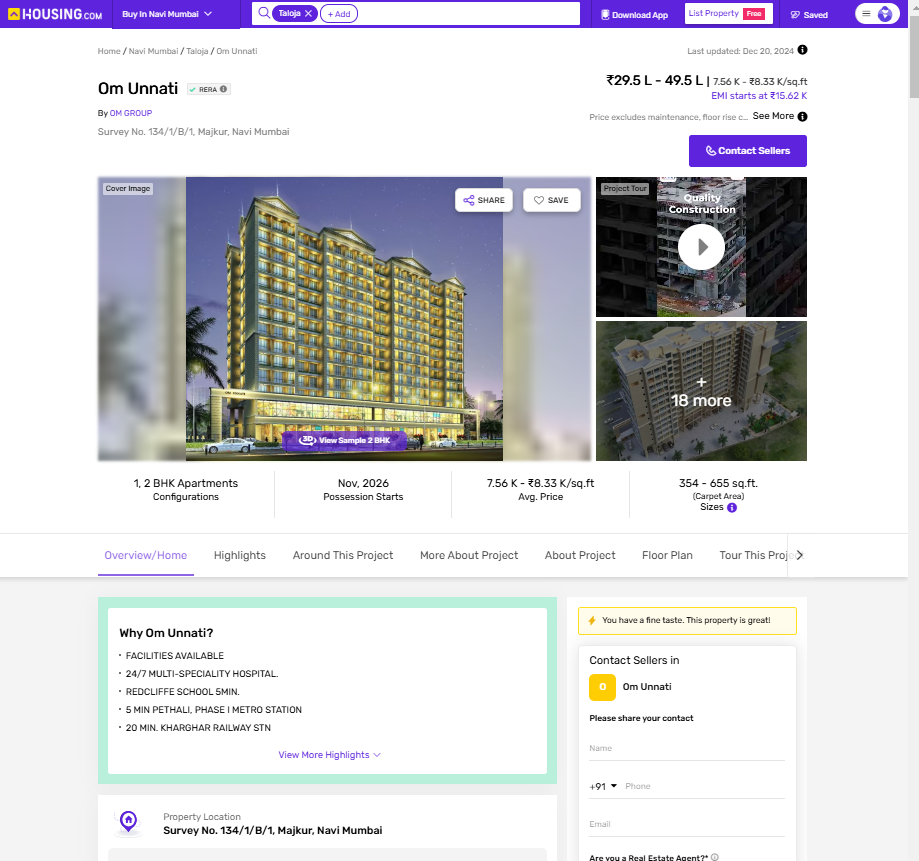 HOUSING.COM
Buy In Navi Mumbai
Taloja
+ Add
Download App
List Property Free
Saved
Home / Navi Mumbai / Taloja / Om Unnati
Last updated: Dec 20, 2024
Om Unnati
RERA
₹29.5 L - 49.5 L | 7.56 K - ₹8.33 K/sq.ft
EMI starts at ₹15.62 K
By OM GROUP
Price excludes maintenance, floor rise c... See More
Survey No. 134/1/B/1, Majkur, Navi Mumbai
Contact Sellers
Cover Image
SHARE
SAVE
Project Tour
Quality
Construction
+
18 more
3D View Sample 2 BHK
1, 2 BHK Apartments
Configurations
Nov, 2026
Possession Starts
7.56 K - ₹8.33 K/sq.ft
Avg. Price
354 - 655 sq.ft.
(Carpet Area)
Sizes
Overview/Home
Highlights
Around This Project
More About Project
About Project
Floor Plan
Tour This Proj
Why Om Unnati?
· FACILITIES AVAILABLE
· 24/7 MULTI-SPECIALITY HOSPITAL.
· REDCLIFFE SCHOOL 5MIN.
· 5 MIN PETHALI, PHASE I METRO STATION
· 20 MIN. KHARGHAR RAILWAY STN
View More Highlights
Property Location
Survey No. 134/1/B/1, Majkur, Navi Mumbai
You have a fine taste. This property is great!
Contact Sellers in
O
Om Unnati
Please share your contact
Name
+91
Phone
Email
Are you a Real Estate Agent?*